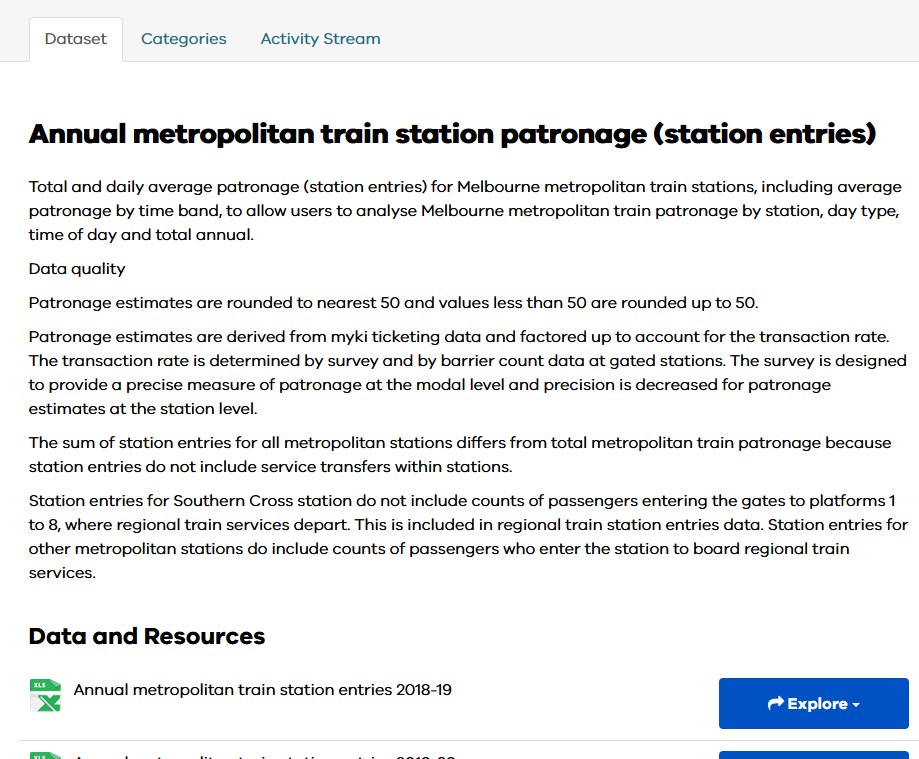 Dataset Categories Activity Stream
Annual metropolitan train station patronage (station entries)
Total and daily average patronage (station entries) for Melbourne metropolitan train stations, including average
patronage by time band, to allow users to analyse Melbourne metropolitan train patronage by station, day type,
time of day and total annual.
Data quality
Patronage estimates are rounded to nearest 50 and values less than 50 are rounded up to 50.
Patronage estimates are derived from myki ticketing data and factored up to account for the transaction rate.
The transaction rate is determined by survey and by barrier count data at gated stations. The survey is designed
to provide a precise measure of patronage at the modal level and precision is decreased for patronage
estimates at the station level.
The sum of station entries for all metropolitan stations differs from total metropolitan train patronage because
station entries do not include service transfers within stations.
Station entries for Southern Cross station do not include counts of passengers entering the gates to platforms 1
to 8, where regional train services depart. This is included in regional train station entries data. Station entries for
other metropolitan stations do include counts of passengers who enter the station to board regional train
services.
Data and Resources
XLS Annual metropolitan train station entries 2018-19
Explore